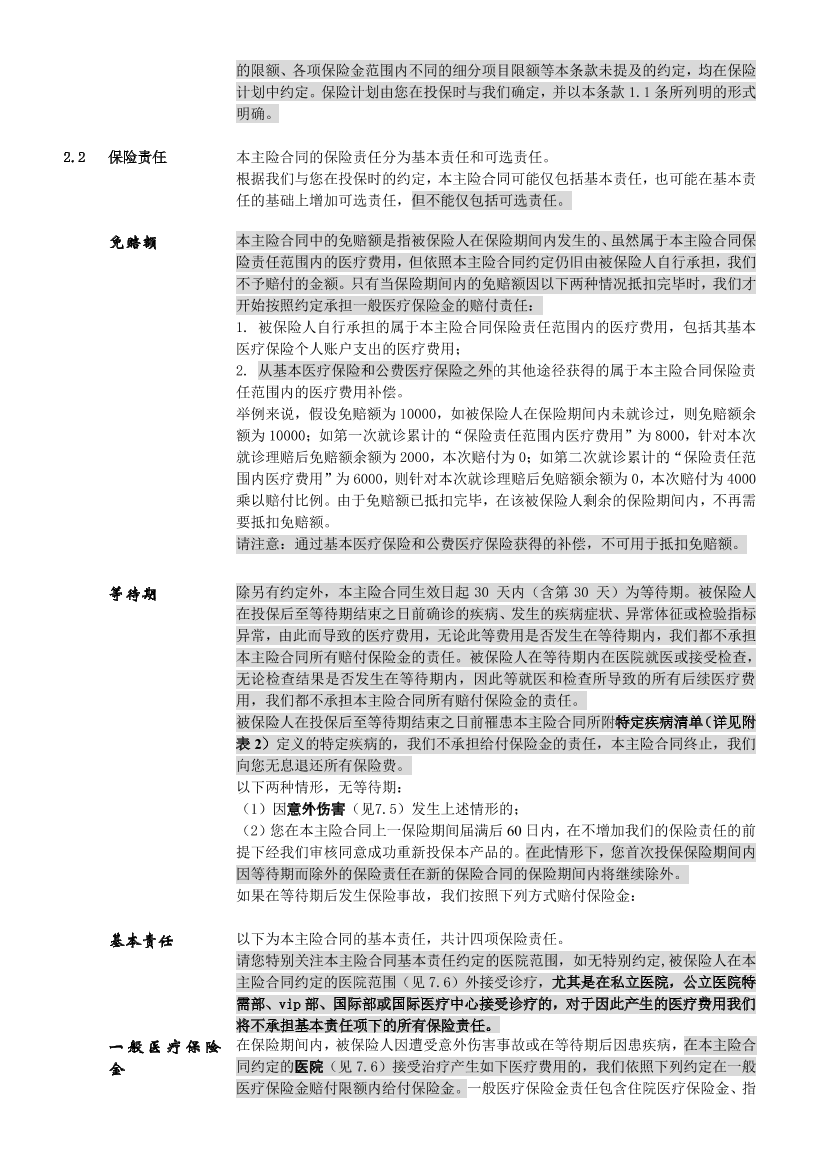 的限额、各项保险金范围内不同的细分项目限额等本条款未提及的约定，均在保险
计划中约定。保险计划由您在投保时与我们确定，并以本条款 1.1 条所列明的形式
明确。
2.2 保险责任 本主险合同的保险责任分为基本责任和可选责任。
根据我们与您在投保时的约定，本主险合同可能仅包括基本责任，也可能在基本责
任的基础上增加可选责任，但不能仅包括可选责任。
免赔额 本主险合同中的免赔额是指被保险人在保险期间内发生的、虽然属于本主险合同保
险责任范围内的医疗费用，但依照本主险合同约定仍旧由被保险人自行承担，我们
不予赔付的金额。只有当保险期间内的免赔额因以下两种情况抵扣完毕时，我们才
开始按照约定承担一般医疗保险金的赔付责任：
1. 被保险人自行承担的属于本主险合同保险责任范围内的医疗费用，包括其基本
医疗保险个人账户支出的医疗费用；
2. 从基本医疗保险和公费医疗保险之外的其他途径获得的属于本主险合同保险责
任范围内的医疗费用补偿。
举例来说，假设免赔额为 10000，如被保险人在保险期间内未就诊过，则免赔额余
额为 10000；如第一次就诊累计的“保险责任范围内医疗费用”为 8000，针对本次
就诊理赔后免赔额余额为 2000，本次赔付为 0；如第二次就诊累计的“保险责任范
围内医疗费用”为 6000，则针对本次就诊理赔后免赔额余额为 0，本次赔付为 4000
乘以赔付比例。由于免赔额已抵扣完毕，在该被保险人剩余的保险期间内，不再需
要抵扣免赔额。
请注意：通过基本医疗保险和公费医疗保险获得的补偿，不可用于抵扣免赔额。
等待期 除另有约定外，本主险合同生效日起 30 天内（含第 30 天）为等待期。被保险人
在投保后至等待期结束之日前确诊的疾病、发生的疾病症状、异常体征或检验指标
异常，由此而导致的医疗费用，无论此等费用是否发生在等待期内，我们都不承担
本主险合同所有赔付保险金的责任。被保险人在等待期内在医院就医或接受检查，
无论检查结果是否发生在等待期内，因此等就医和检查所导致的所有后续医疗费
用，我们都不承担本主险合同所有赔付保险金的责任。
被保险人在投保后至等待期结束之日前罹患本主险合同所附特定疾病清单（详见附
表 2）定义的特定疾病的，我们不承担给付保险金的责任，本主险合同终止，我们
向您无息退还所有保险费。
以下两种情形，无等待期：
（1）因意外伤害（见7.5）发生上述情形的；
（2）您在本主险合同上一保险期间届满后 60 日内，在不增加我们的保险责任的前
提下经我们审核同意成功重新投保本产品的。在此情形下，您首次投保保险期间内
因等待期而除外的保险责任在新的保险合同的保险期间内将继续除外。
如果在等待期后发生保险事故，我们按照下列方式赔付保险金：
基本责任 以下为本主险合同的基本责任，共计四项保险责任。
请您特别关注本主险合同基本责任约定的医院范围，如无特别约定,被保险人在本
主险合同约定的医院范围（见 7.6）外接受诊疗，尤其是在私立医院，公立医院特
需部、vip 部、国际部或国际医疗中心接受诊疗的，对于因此产生的医疗费用我们
将不承担基本责任项下的所有保险责任。
一般医疗保险 在保险期间内，被保险人因遭受意外伤害事故或在等待期后因患疾病，在本主险合
金 同约定的医院（见 7.6）接受治疗产生如下医疗费用的，我们依照下列约定在一般
医疗保险金赔付限额内给付保险金。一般医疗保险金责任包含住院医疗保险金、指